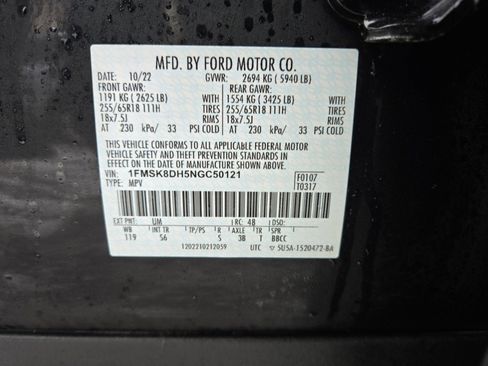 MFD. BY FORD MOTOR CO.
DATE: 10/22 GVWR: 2694 KG ( 5940 LB)
FRONT GAWR: REAR GAWR:
1191 KG ( 2625 LB) WITH 1554 KG ( 3425 LB) WITH
255/65R18 111H TIRES 255/65R18 111H TIRES
18x7.5J RIMS 18x7.5J RIMS
AT 230 kPa/ 33 PSI COLD AT 230 kPa/ 33 PSI COLD
THIS VEHICLE CONFORMS TO ALL APPLICABLE FEDERAL MOTOR
VEHICLE SAFETY AND THEFT PREVENTION STANDARDS IN EFFECT
ON THE DATE OF MANUFACTURE SHOWN ABOVE.
VIN: 1FMSK8DH5NGC50121 F0107
TYPE: MPV T0317
EXT PNT: UM RC: 48 DSO:
WB INT TR TP/PS R AXLE TR SPR
119 S6 5 3B T BBCC
1202210212059 UTC 5U5A-1520472-BA